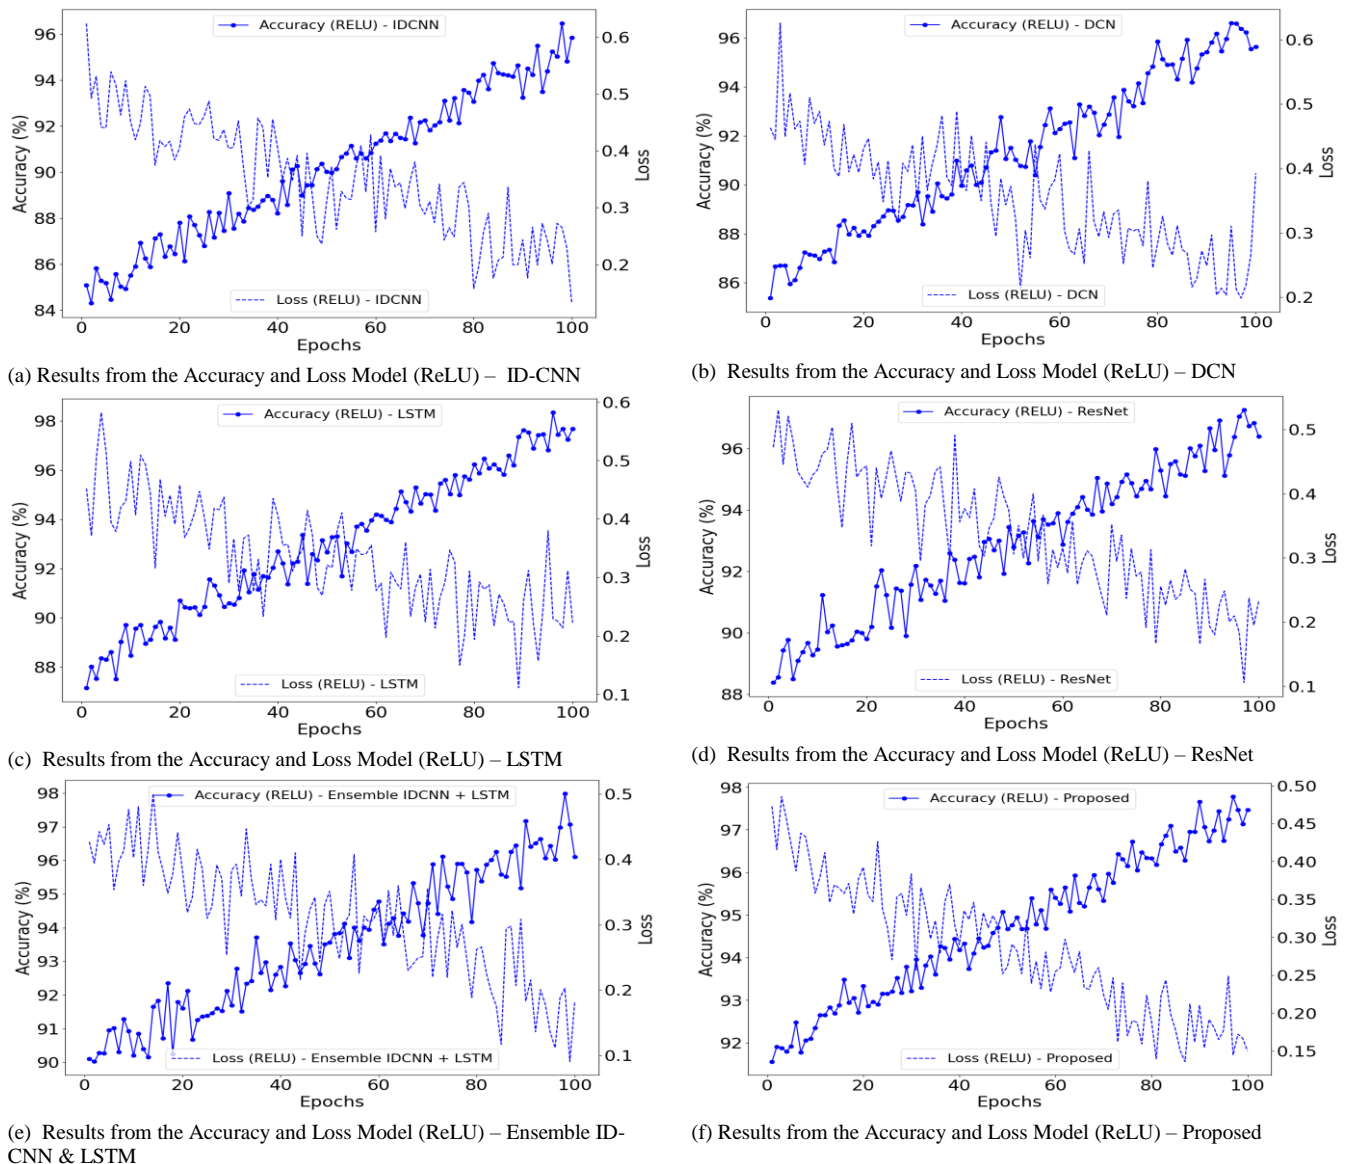 Accuracy (RELU) - IDCNN
96
94
92
90
88
86
84
Accuracy (%)
0.6
0.5
0.4
0.3
0.2
Loss
Loss (RELU) - IDCNN
0 20 40 60 80 100
Epochs
(a) Results from the Accuracy and Loss Model (ReLU) – ID-CNN
Accuracy (RELU) - DCN
96
94
92
90
88
86
Accuracy (%)
0.6
0.5
0.4
0.3
0.2
Loss
Loss (RELU) - DCN
0 20 40 60 80 100
Epochs
(b) Results from the Accuracy and Loss Model (ReLU) – DCN
Accuracy (RELU) - LSTM
98
96
94
92
90
88
Accuracy (%)
0.6
0.5
0.4
0.3
0.2
0.1
Loss
Loss (RELU) - LSTM
0 20 40 60 80 100
Epochs
(c) Results from the Accuracy and Loss Model (ReLU) – LSTM
Accuracy (RELU) - ResNet
96
94
92
90
88
Accuracy (%)
0.5
0.4
0.3
0.2
0.1
Loss
Loss (RELU) - ResNet
0 20 40 60 80 100
Epochs
(d) Results from the Accuracy and Loss Model (ReLU) – ResNet
Accuracy (RELU) - Ensemble IDCNN + LSTM
98
97
96
95
94
93
92
91
90
Accuracy (%)
0.5
0.4
0.3
0.2
0.1
Loss
Loss (RELU) - Ensemble IDCNN + LSTM
0 20 40 60 80 100
Epochs
(e) Results from the Accuracy and Loss Model (ReLU) – Ensemble ID-
CNN & LSTM
Accuracy (RELU) - Proposed
98
97
96
95
94
93
92
Accuracy (%)
0.50
0.45
0.40
0.35
0.30
0.25
0.20
0.15
Loss
Loss (RELU) - Proposed
0 20 40 60 80 100
Epochs
(f) Results from the Accuracy and Loss Model (ReLU) – Proposed